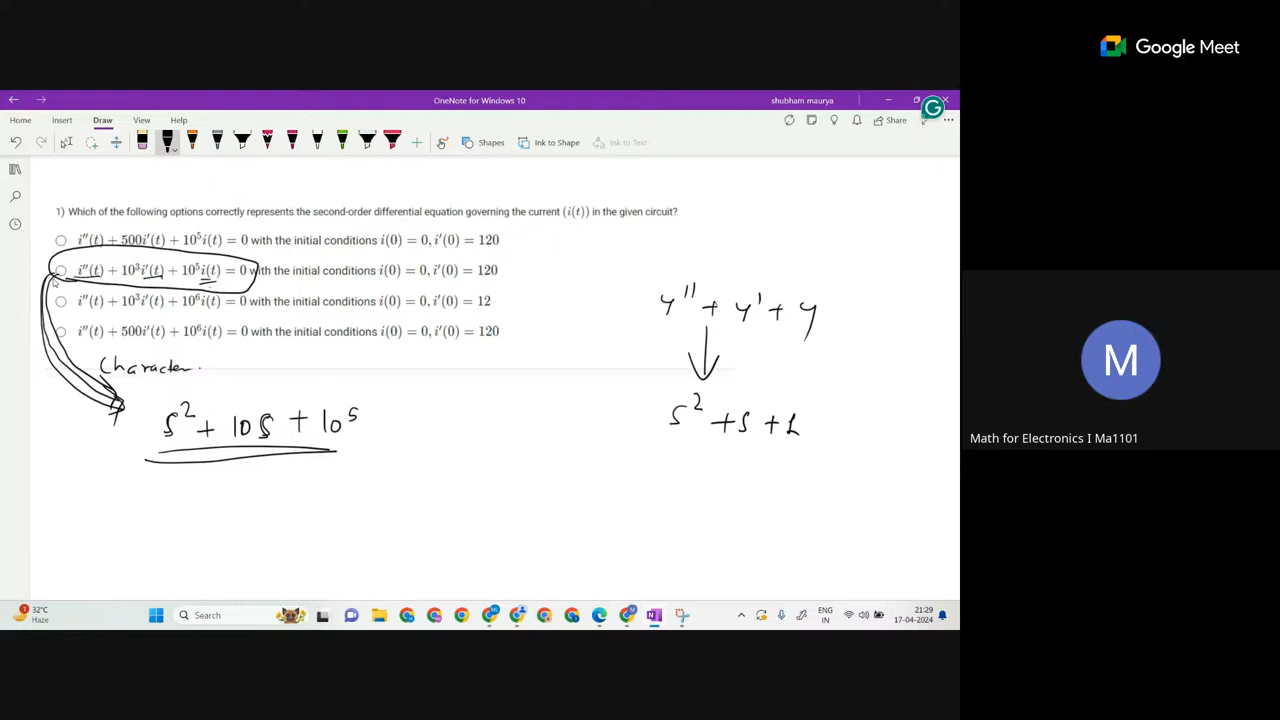 Google Meet
OneNote for Windows 10
shubham maurya
Home Insert Draw View Help
Share
Shapes Ink to Shape Ink to Text
1) Which of the following options correctly represents the second-order differential equation governing the current (i(t)) in the given circuit?
i″(t) + 500i′(t) + 10⁵i(t) = 0 with the initial conditions i(0) = 0, i′(0) = 120
i″(t) + 10³i′(t) + 10⁵i(t) = 0 with the initial conditions i(0) = 0, i′(0) = 120
i″(t) + 10³i′(t) + 10⁶i(t) = 0 with the initial conditions i(0) = 0, i′(0) = 12
i″(t) + 500i′(t) + 10⁶i(t) = 0 with the initial conditions i(0) = 0, i′(0) = 120
y″ + y′ + y
Character.
s² + 10s + 10⁵
s² + s + 1
M
Math for Electronics I Ma1101
32°C
Haze
Search
ENG
IN
21:29
17-04-2024